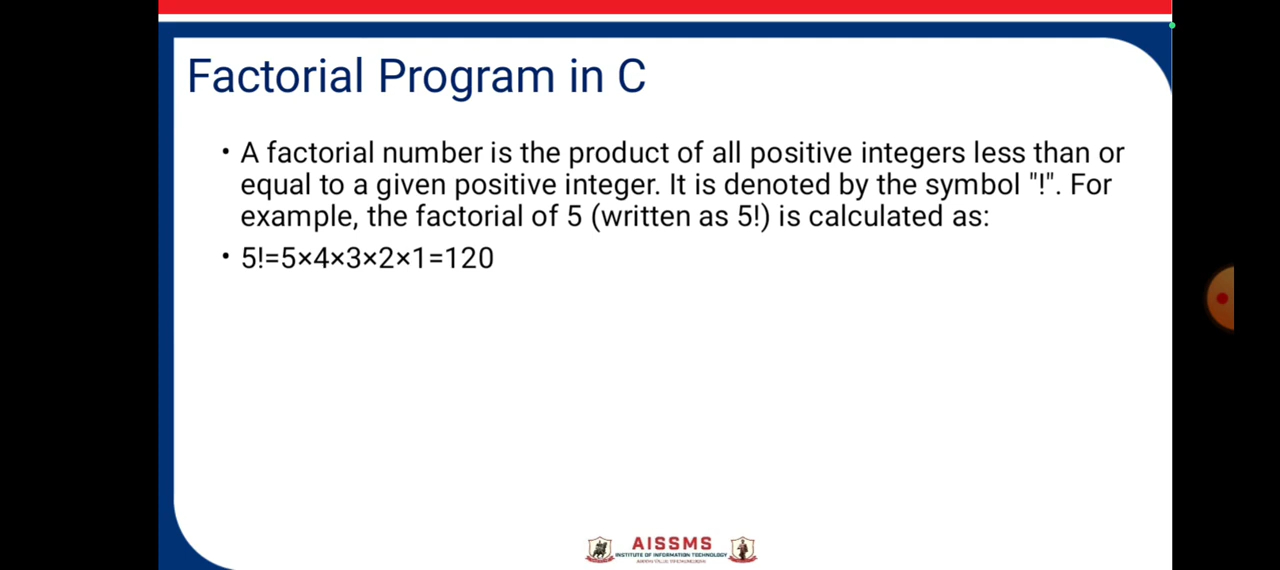 Factorial Program in C
• A factorial number is the product of all positive integers less than or
equal to a given positive integer. It is denoted by the symbol "!". For
example, the factorial of 5 (written as 5!) is calculated as:
• 5!=5×4×3×2×1=120
AISSMS
INSTITUTE OF INFORMATION TECHNOLOGY